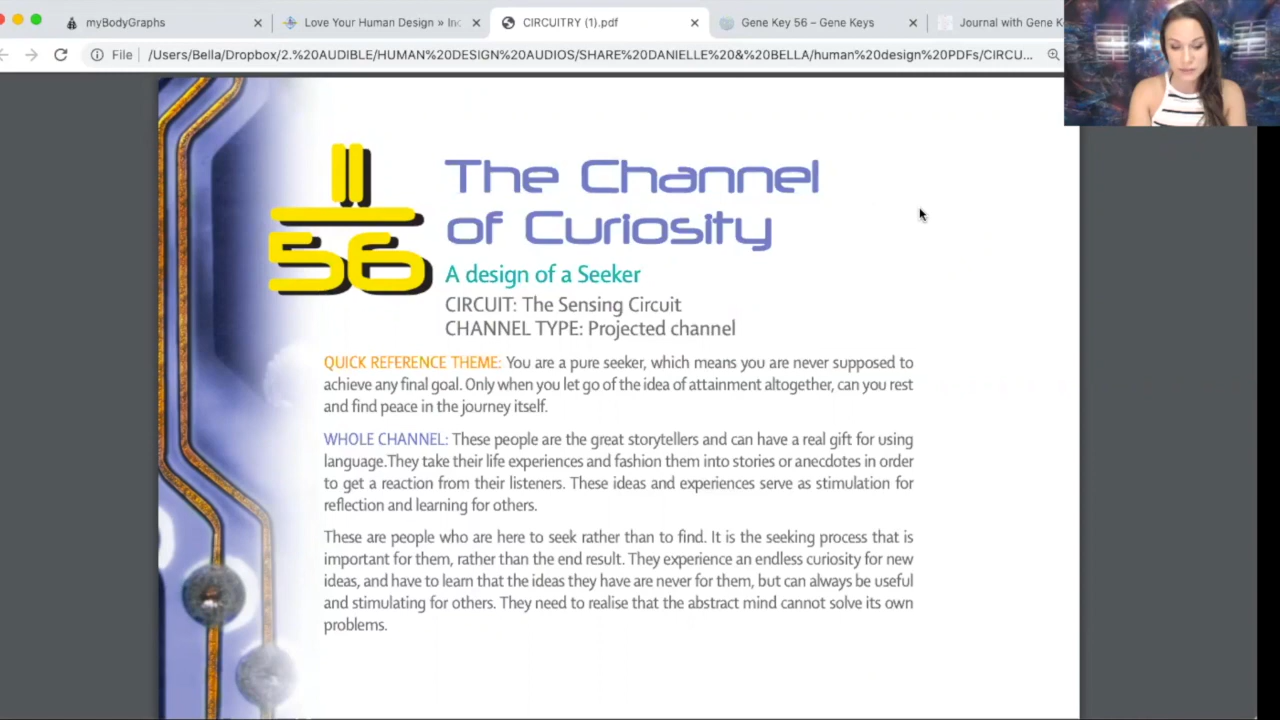 myBodyGraphs
Love Your Human Design » Inc
CIRCUITRY (1).pdf
Gene Key 56 – Gene Keys
Journal with Gene K
File
/Users/Bella/Dropbox/2.%20AUDIBLE/HUMAN%20DESIGN%20AUDIOS/SHARE%20DANIELLE%20&%20BELLA/human%20design%20PDFs/CIRCU...
11
56
The Channel
of Curiosity
A design of a Seeker
CIRCUIT: The Sensing Circuit
CHANNEL TYPE: Projected channel
QUICK REFERENCE THEME: You are a pure seeker, which means you are never supposed to
achieve any final goal. Only when you let go of the idea of attainment altogether, can you rest
and find peace in the journey itself.
WHOLE CHANNEL: These people are the great storytellers and can have a real gift for using
language.They take their life experiences and fashion them into stories or anecdotes in order
to get a reaction from their listeners. These ideas and experiences serve as stimulation for
reflection and learning for others.
These are people who are here to seek rather than to find. It is the seeking process that is
important for them, rather than the end result. They experience an endless curiosity for new
ideas, and have to learn that the ideas they have are never for them, but can always be useful
and stimulating for others. They need to realise that the abstract mind cannot solve its own
problems.